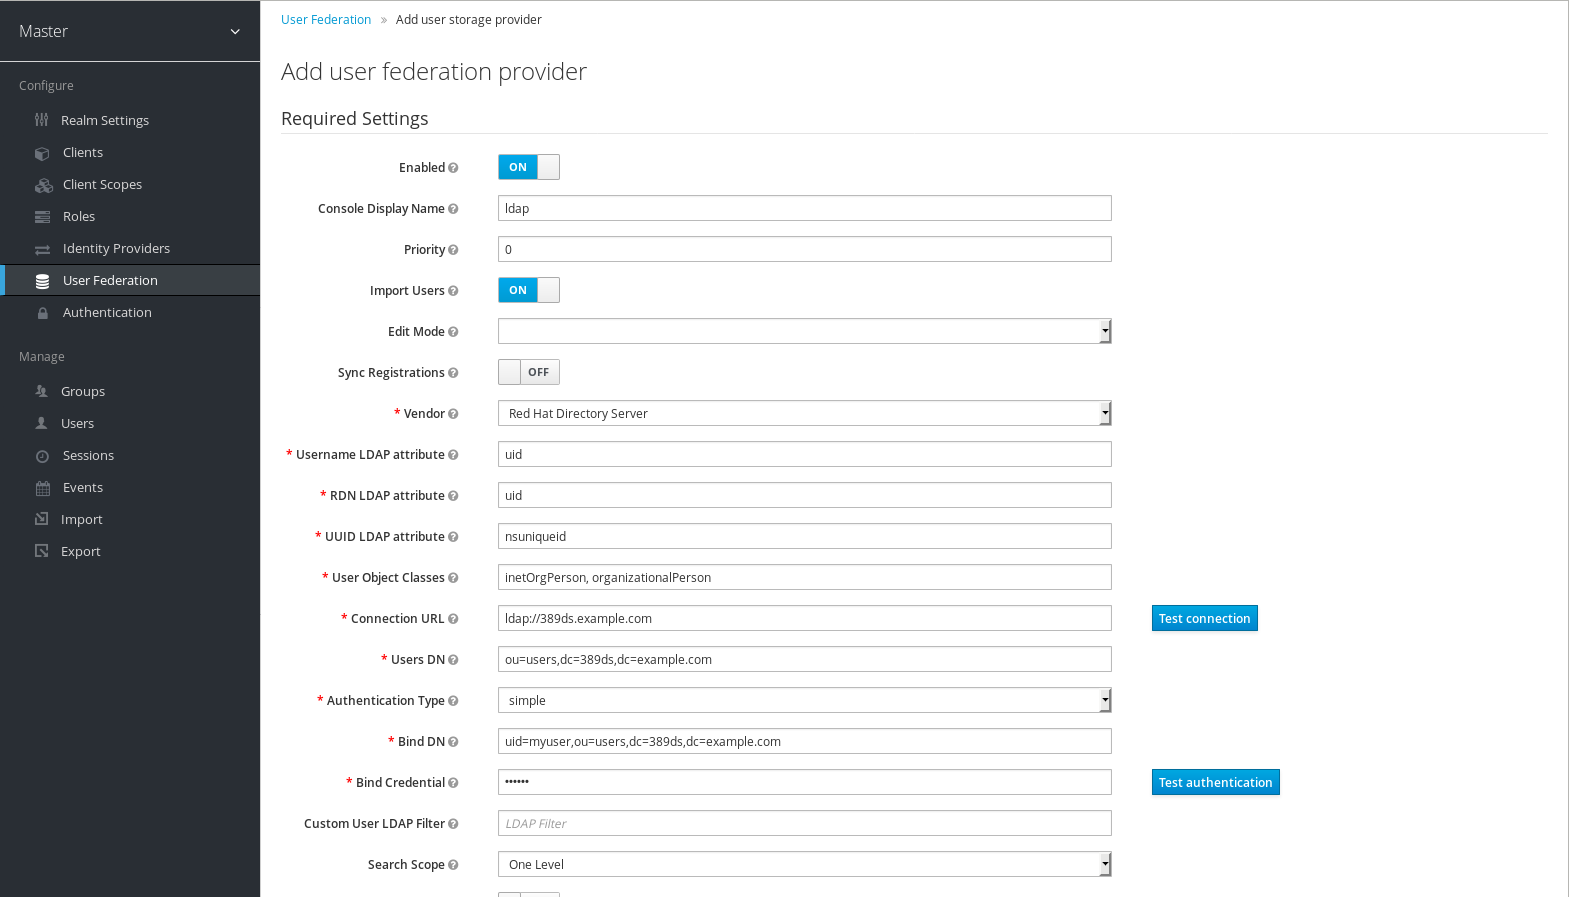 Master
Configure
Realm Settings
Clients
Client Scopes
Roles
Identity Providers
User Federation
Authentication
Manage
Groups
Users
Sessions
Events
Import
Export
User Federation » Add user storage provider
Add user federation provider
Required Settings
Enabled ON
Console Display Name ldap
Priority 0
Import Users ON
Edit Mode
Sync Registrations OFF
* Vendor Red Hat Directory Server
* Username LDAP attribute uid
* RDN LDAP attribute uid
* UUID LDAP attribute nsuniqueid
* User Object Classes inetOrgPerson, organizationalPerson
* Connection URL ldap://389ds.example.com Test connection
* Users DN ou=users,dc=389ds,dc=example.com
* Authentication Type simple
* Bind DN uid=myuser,ou=users,dc=389ds,dc=example.com
* Bind Credential •••••• Test authentication
Custom User LDAP Filter LDAP Filter
Search Scope One Level